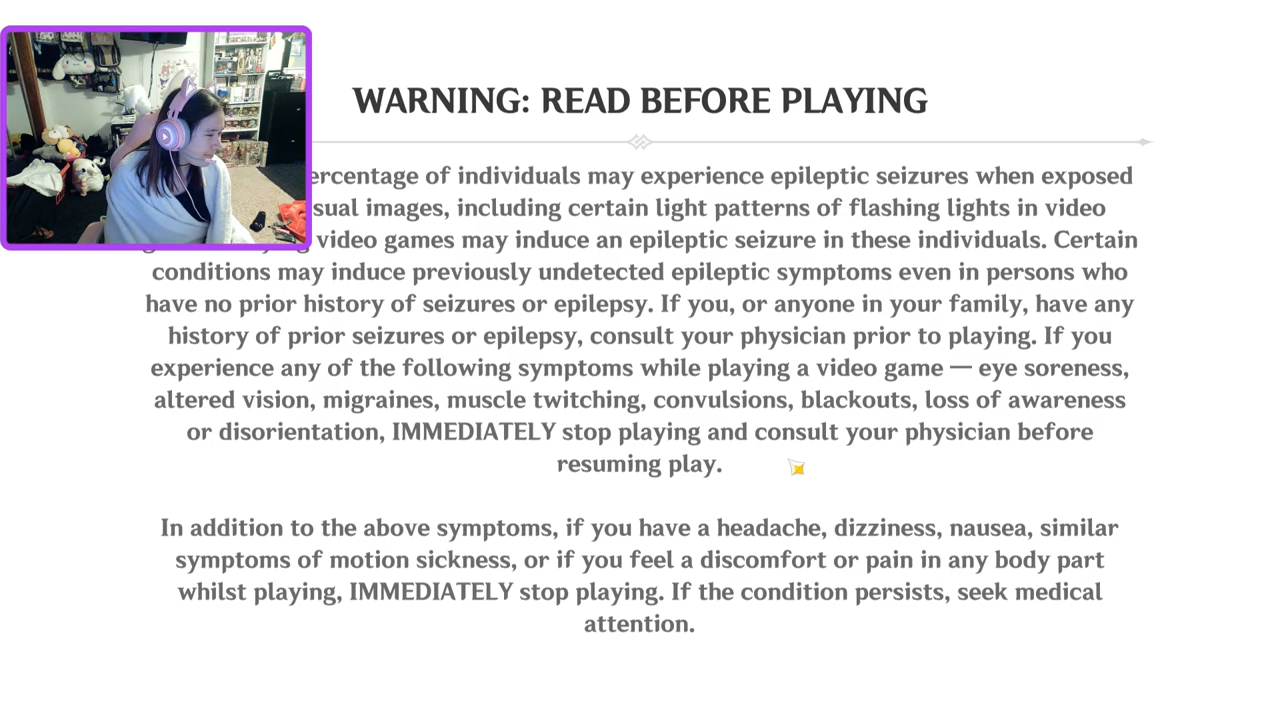 WARNING: READ BEFORE PLAYING
percentage of individuals may experience epileptic seizures when exposed
images, including certain light patterns of flashing lights in video
video games may induce an epileptic seizure in these individuals. Certain
conditions may induce previously undetected epileptic symptoms even in persons who
have no prior history of seizures or epilepsy. If you, or anyone in your family, have any
history of prior seizures or epilepsy, consult your physician prior to playing. If you
experience any of the following symptoms while playing a video game — eye soreness,
altered vision, migraines, muscle twitching, convulsions, blackouts, loss of awareness
or disorientation, IMMEDIATELY stop playing and consult your physician before
resuming play.
In addition to the above symptoms, if you have a headache, dizziness, nausea, similar
symptoms of motion sickness, or if you feel a discomfort or pain in any body part
whilst playing, IMMEDIATELY stop playing. If the condition persists, seek medical
attention.